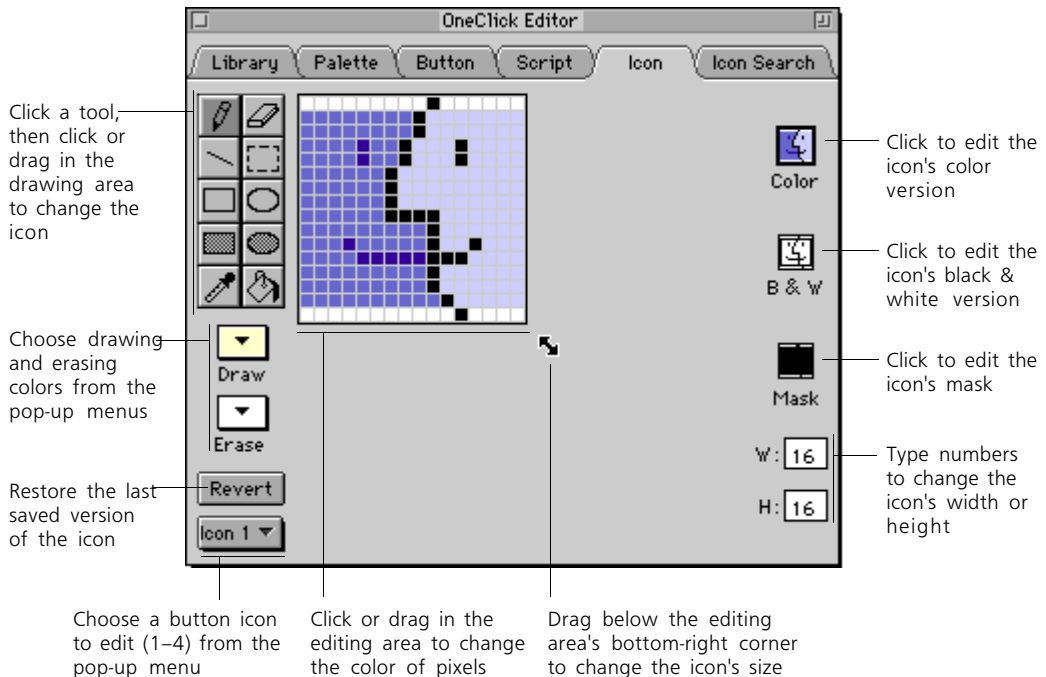 OneClick Editor
Library Palette Button Script Icon Icon Search
Click a tool,
then click or
drag in the
drawing area
to change the
icon
Color
Click to edit the
icon's color
version
B & W
Click to edit the
icon's black &
white version
Choose drawing
and erasing
colors from the
pop-up menus
Draw
Erase
Mask
Click to edit the
icon's mask
W: 16
H: 16
Type numbers
to change the
icon's width or
height
Restore the last
saved version
of the icon
Revert
Icon 1
Choose a button icon
to edit (1–4) from the
pop-up menu
Click or drag in the
editing area to change
the color of pixels
Drag below the editing
area's bottom-right corner
to change the icon's size